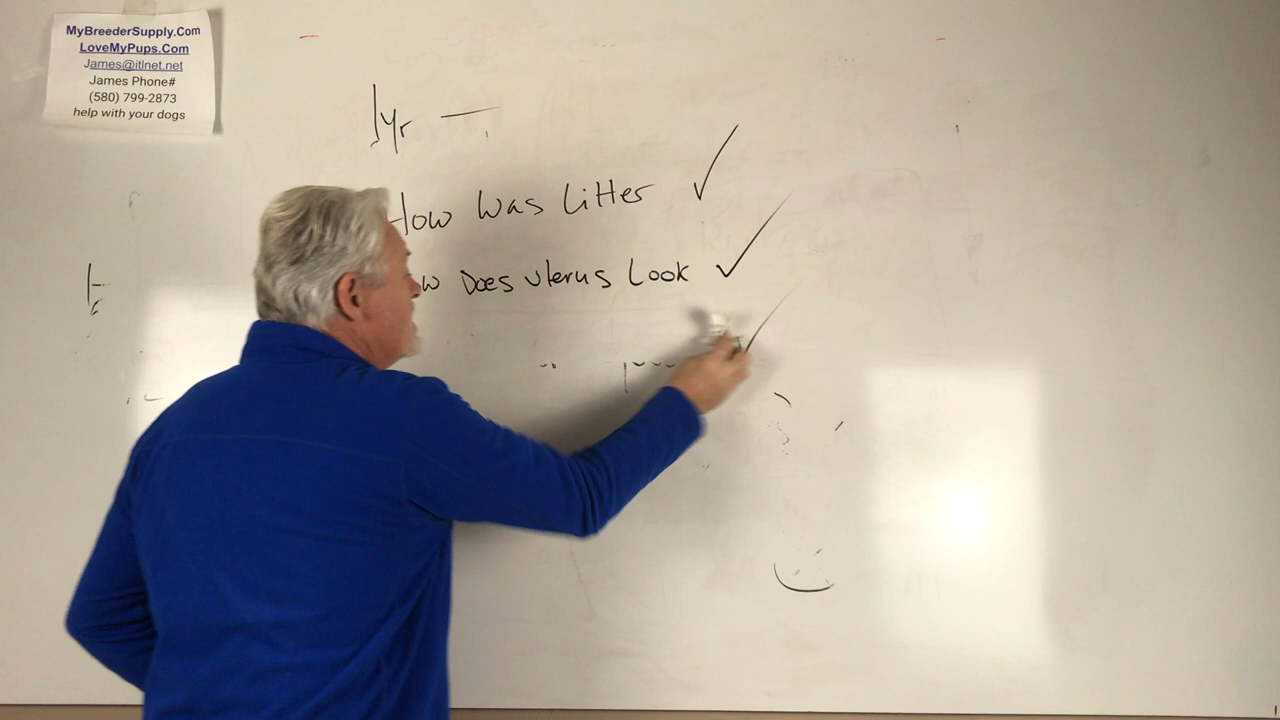 MyBreederSupply.Com
LoveMyPups.Com
James@itlnet.net
James Phone#
(580) 799-2873
help with your dogs
1yr —
How was Litter ✓
Does uterus Look ✓